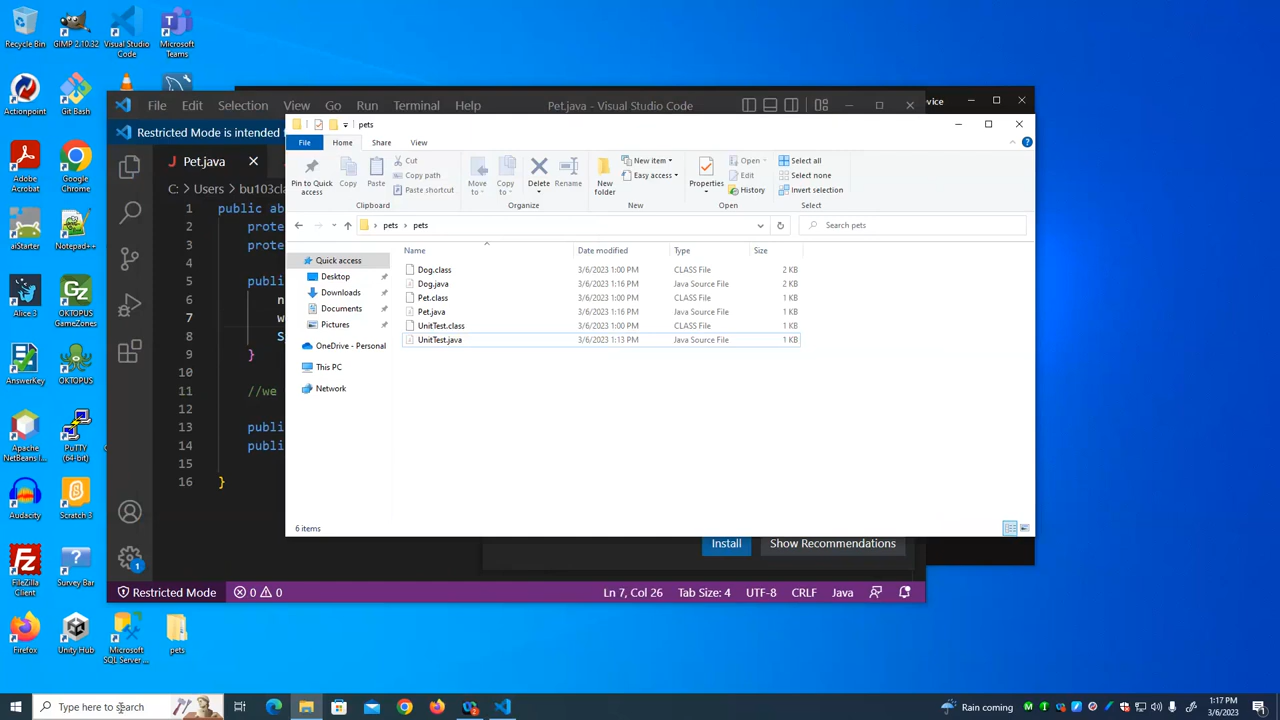 Recycle Bin
GIMP 2.10.32
Visual Studio
Code
Microsoft
Teams
Actionpoint
Git Bash
Adobe
Acrobat
Google
Chrome
aiStarter
Notepad++
Alice 3
OKTOPUS
GameZones
AnswerKey
OKTOPUS
Apache
NetBeans I...
PuTTY
(64-bit)
Audacity
Scratch 3
FileZilla
Client
Survey Bar
Firefox
Unity Hub
Microsoft
SQL Server ...
pets
File Edit Selection View Go Run Terminal Help
Pet.java - Visual Studio Code
evice
Restricted Mode is intended
Pet.java
C: > Users > bu103cl
1 public ab
2 prote
3 prote
4
5 publi
6 n
7 w
8 S
9 }
10
11 //we
12
13 publi
14 publi
15
16 }
pets
File Home Share View
Pin to Quick
access
Copy
Paste
Cut
Copy path
Paste shortcut
Clipboard
Move
to
Copy
to
Delete
Rename
Organize
New
folder
New item
Easy access
New
Properties
Open
Edit
History
Open
Select all
Select none
Invert selection
Select
pets > pets
Search pets
Quick access
Desktop
Downloads
Documents
Pictures
OneDrive - Personal
This PC
Network
Name Date modified Type Size
Dog.class 3/6/2023 1:00 PM CLASS File 2 KB
Dog.java 3/6/2023 1:16 PM Java Source File 2 KB
Pet.class 3/6/2023 1:00 PM CLASS File 1 KB
Pet.java 3/6/2023 1:16 PM Java Source File 1 KB
UnitTest.class 3/6/2023 1:00 PM CLASS File 1 KB
UnitTest.java 3/6/2023 1:13 PM Java Source File 1 KB
6 items
Install
Show Recommendations
1
Restricted Mode
0 0
Ln 7, Col 26 Tab Size: 4 UTF-8 CRLF Java
Type here to search
Rain coming
1:17 PM
3/6/2023